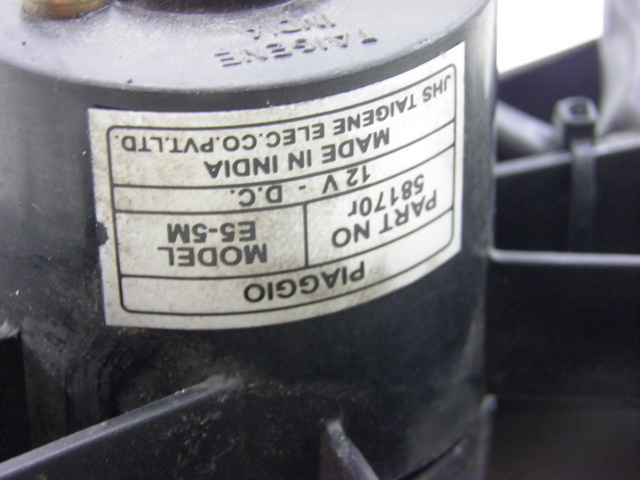 PIAGGIO
PART NO
58170r
MODEL
E5-5M
12 V - D.C.
MADE IN INDIA
JHS TAIGENE ELEC.CO.PVT.LTD.
TAIGENE
INDIA